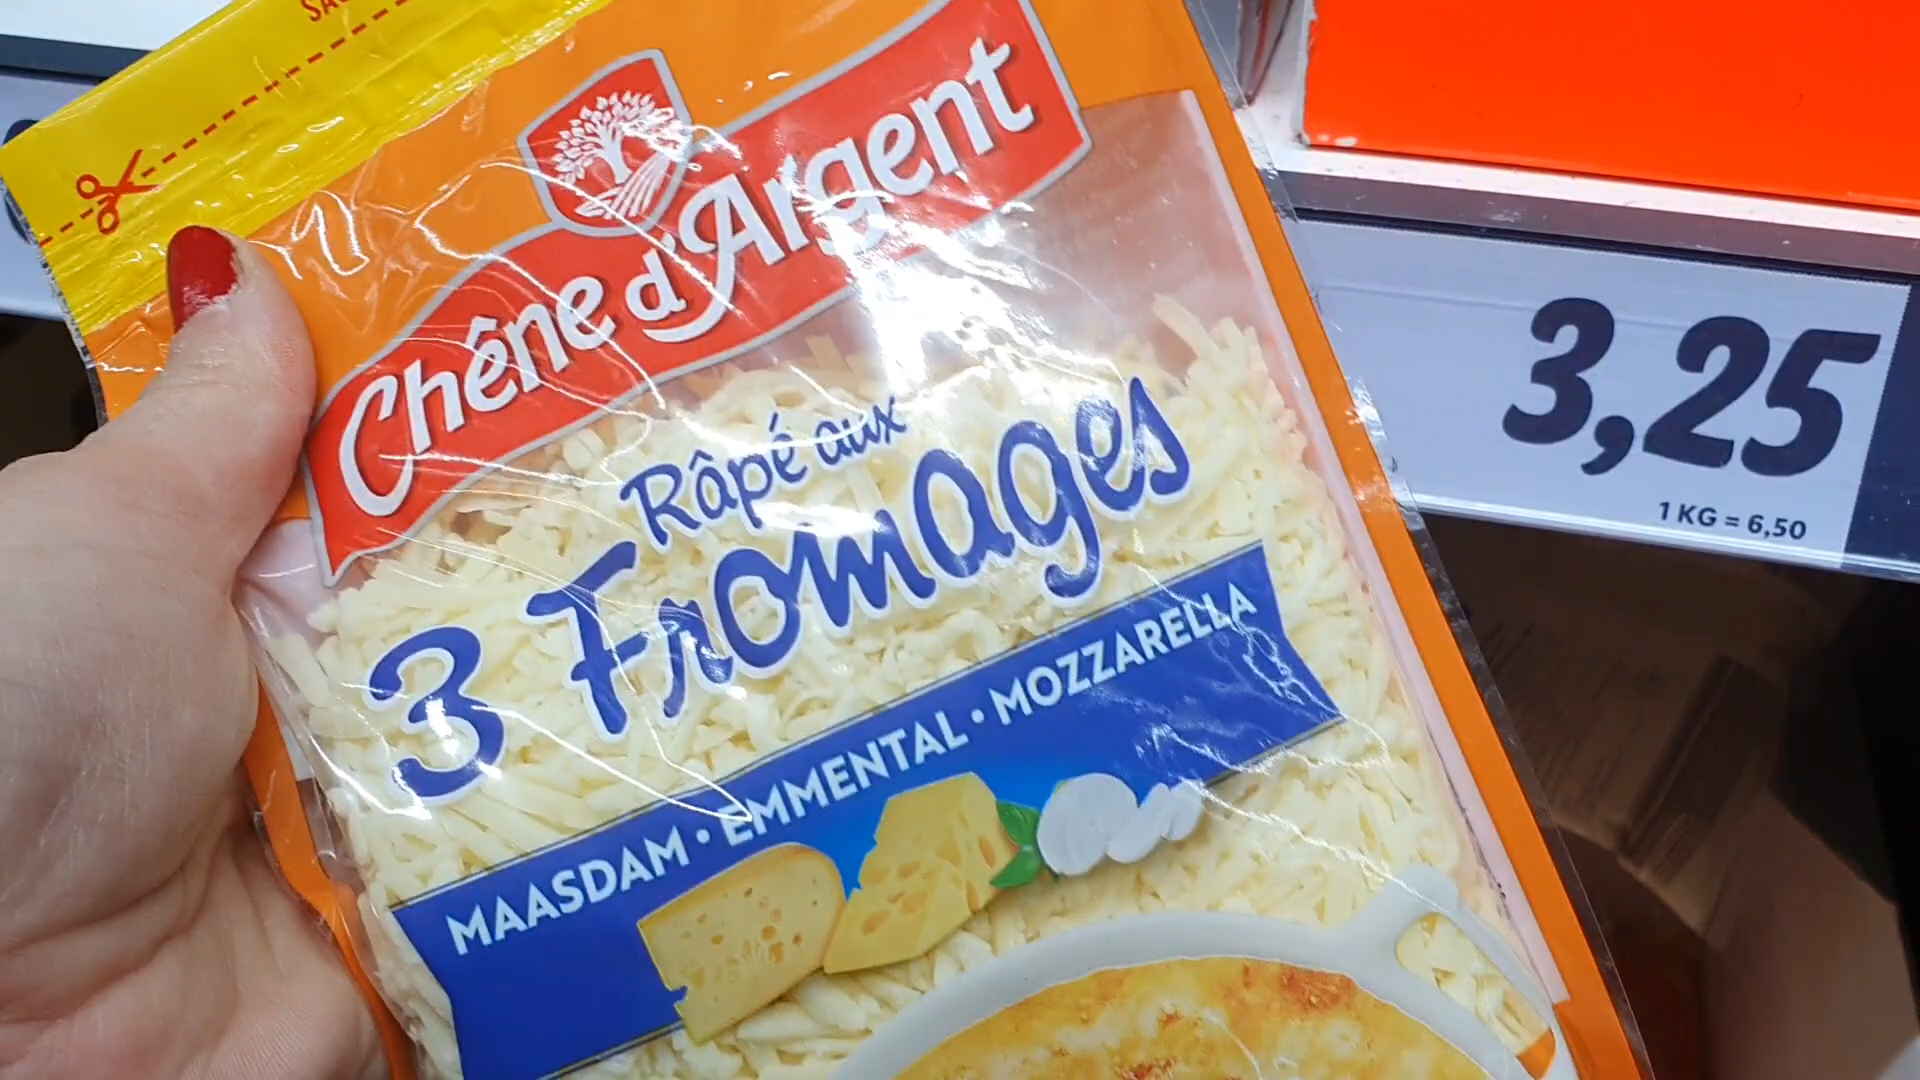 Chêne d'Argent
Râpé aux
3 Fromages
MAASDAM • EMMENTAL • MOZZARELLA
3,25
1 KG = 6,50